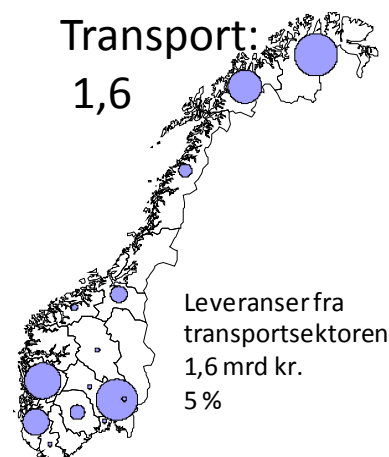 Transport:
1,6
Leveranser fra
transportsektoren
1,6 mrd kr.
5 %